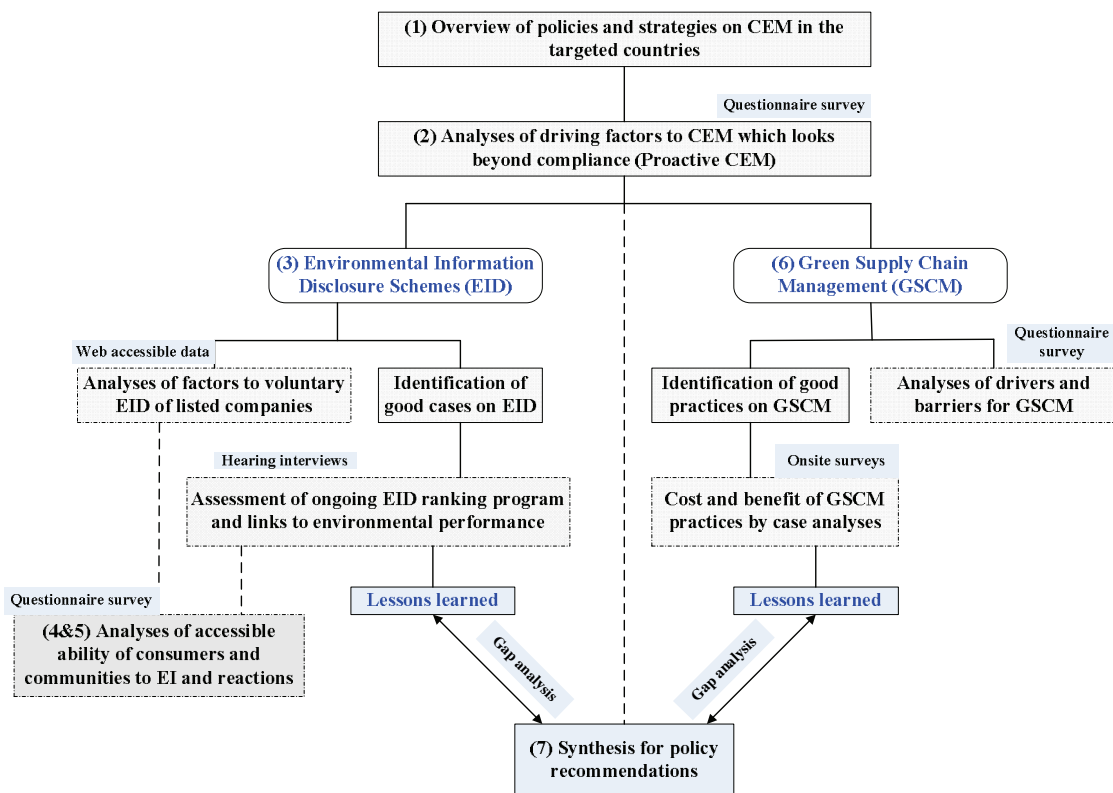 (1) Overview of policies and strategies on CEM in the
targeted countries
Questionnaire survey
(2) Analyses of driving factors to CEM which looks
beyond compliance (Proactive CEM)
(3) Environmental Information
Disclosure Schemes (EID)
(6) Green Supply Chain
Management (GSCM)
Web accessible data
Questionnaire
survey
Analyses of factors to voluntary
EID of listed companies
Identification of
good cases on EID
Identification of good
practices on GSCM
Analyses of drivers and
barriers for GSCM
Hearing interviews
Onsite surveys
Assessment of ongoing EID ranking program
and links to environmental performance
Cost and benefit of GSCM
practices by case analyses
Questionnaire survey
Lessons learned
Lessons learned
(4&5) Analyses of accessible
ability of consumers and
communities to EI and reactions
Gap analysis
Gap analysis
(7) Synthesis for policy
recommendations